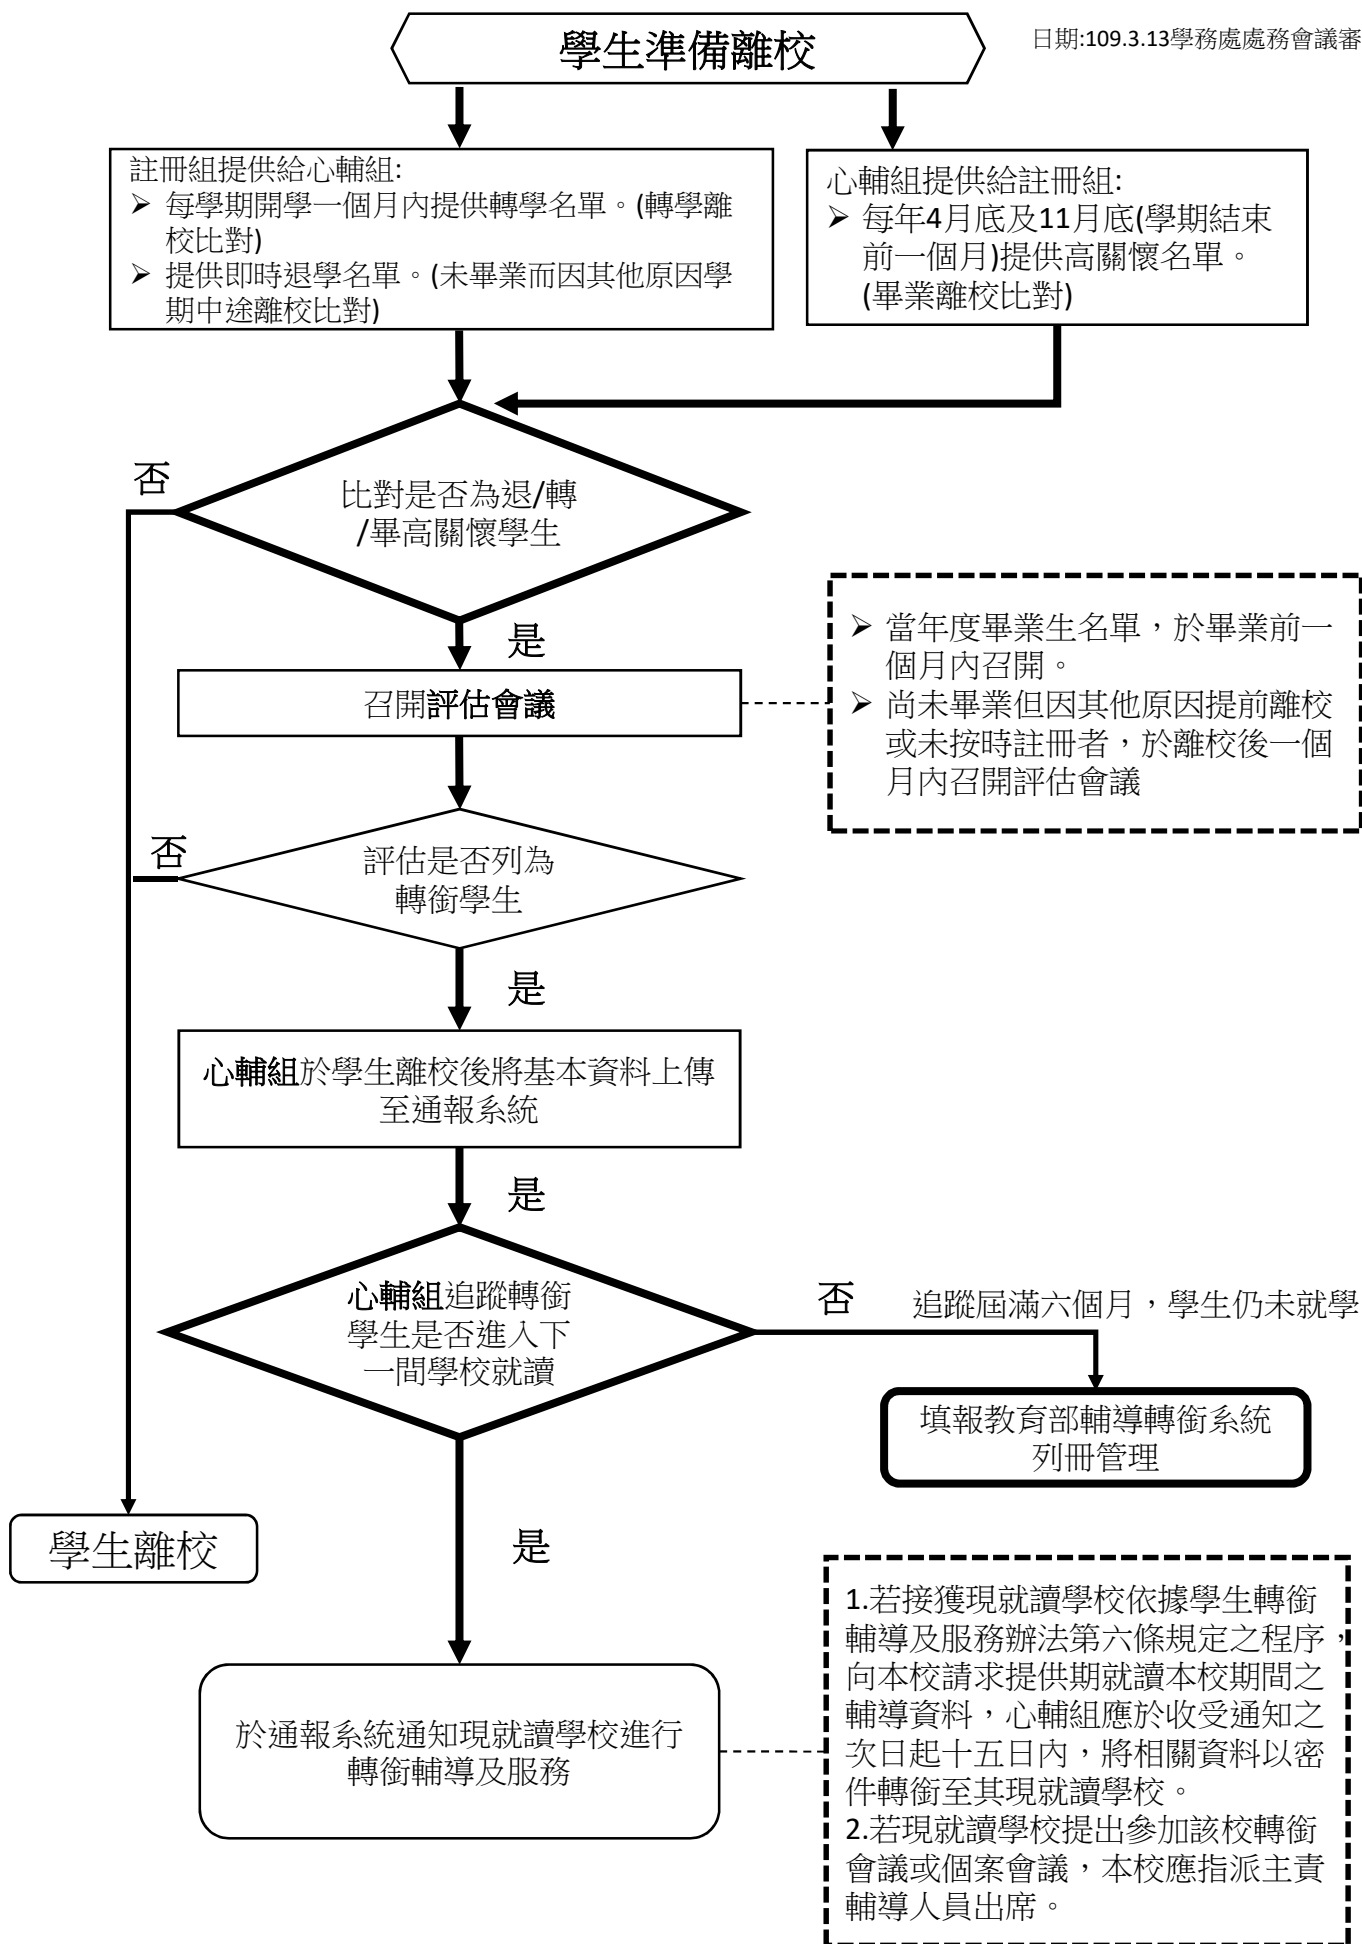 學生準備離校
日期:109.3.13學務處處務會議審
註冊組提供給心輔組:
➢ 每學期開學一個月內提供轉學名單。(轉學離
校比對)
➢ 提供即時退學名單。(未畢業而因其他原因學
期中途離校比對)
心輔組提供給註冊組:
➢ 每年4月底及11月底(學期結束
前一個月)提供高關懷名單。
(畢業離校比對)
否
比對是否為退/轉
/畢高關懷學生
是
召開評估會議
➢ 當年度畢業生名單，於畢業前一
個月內召開。
➢ 尚未畢業但因其他原因提前離校
或未按時註冊者，於離校後一個
月內召開評估會議
否
評估是否列為
轉銜學生
是
心輔組於學生離校後將基本資料上傳
至通報系統
是
心輔組追蹤轉銜
學生是否進入下
一間學校就讀
否
追蹤屆滿六個月，學生仍未就學
填報教育部輔導轉銜系統
列冊管理
學生離校
是
於通報系統通知現就讀學校進行
轉銜輔導及服務
1.若接獲現就讀學校依據學生轉銜
輔導及服務辦法第六條規定之程序，
向本校請求提供期就讀本校期間之
輔導資料，心輔組應於收受通知之
次日起十五日內，將相關資料以密
件轉銜至其現就讀學校。
2.若現就讀學校提出參加該校轉銜
會議或個案會議，本校應指派主責
輔導人員出席。